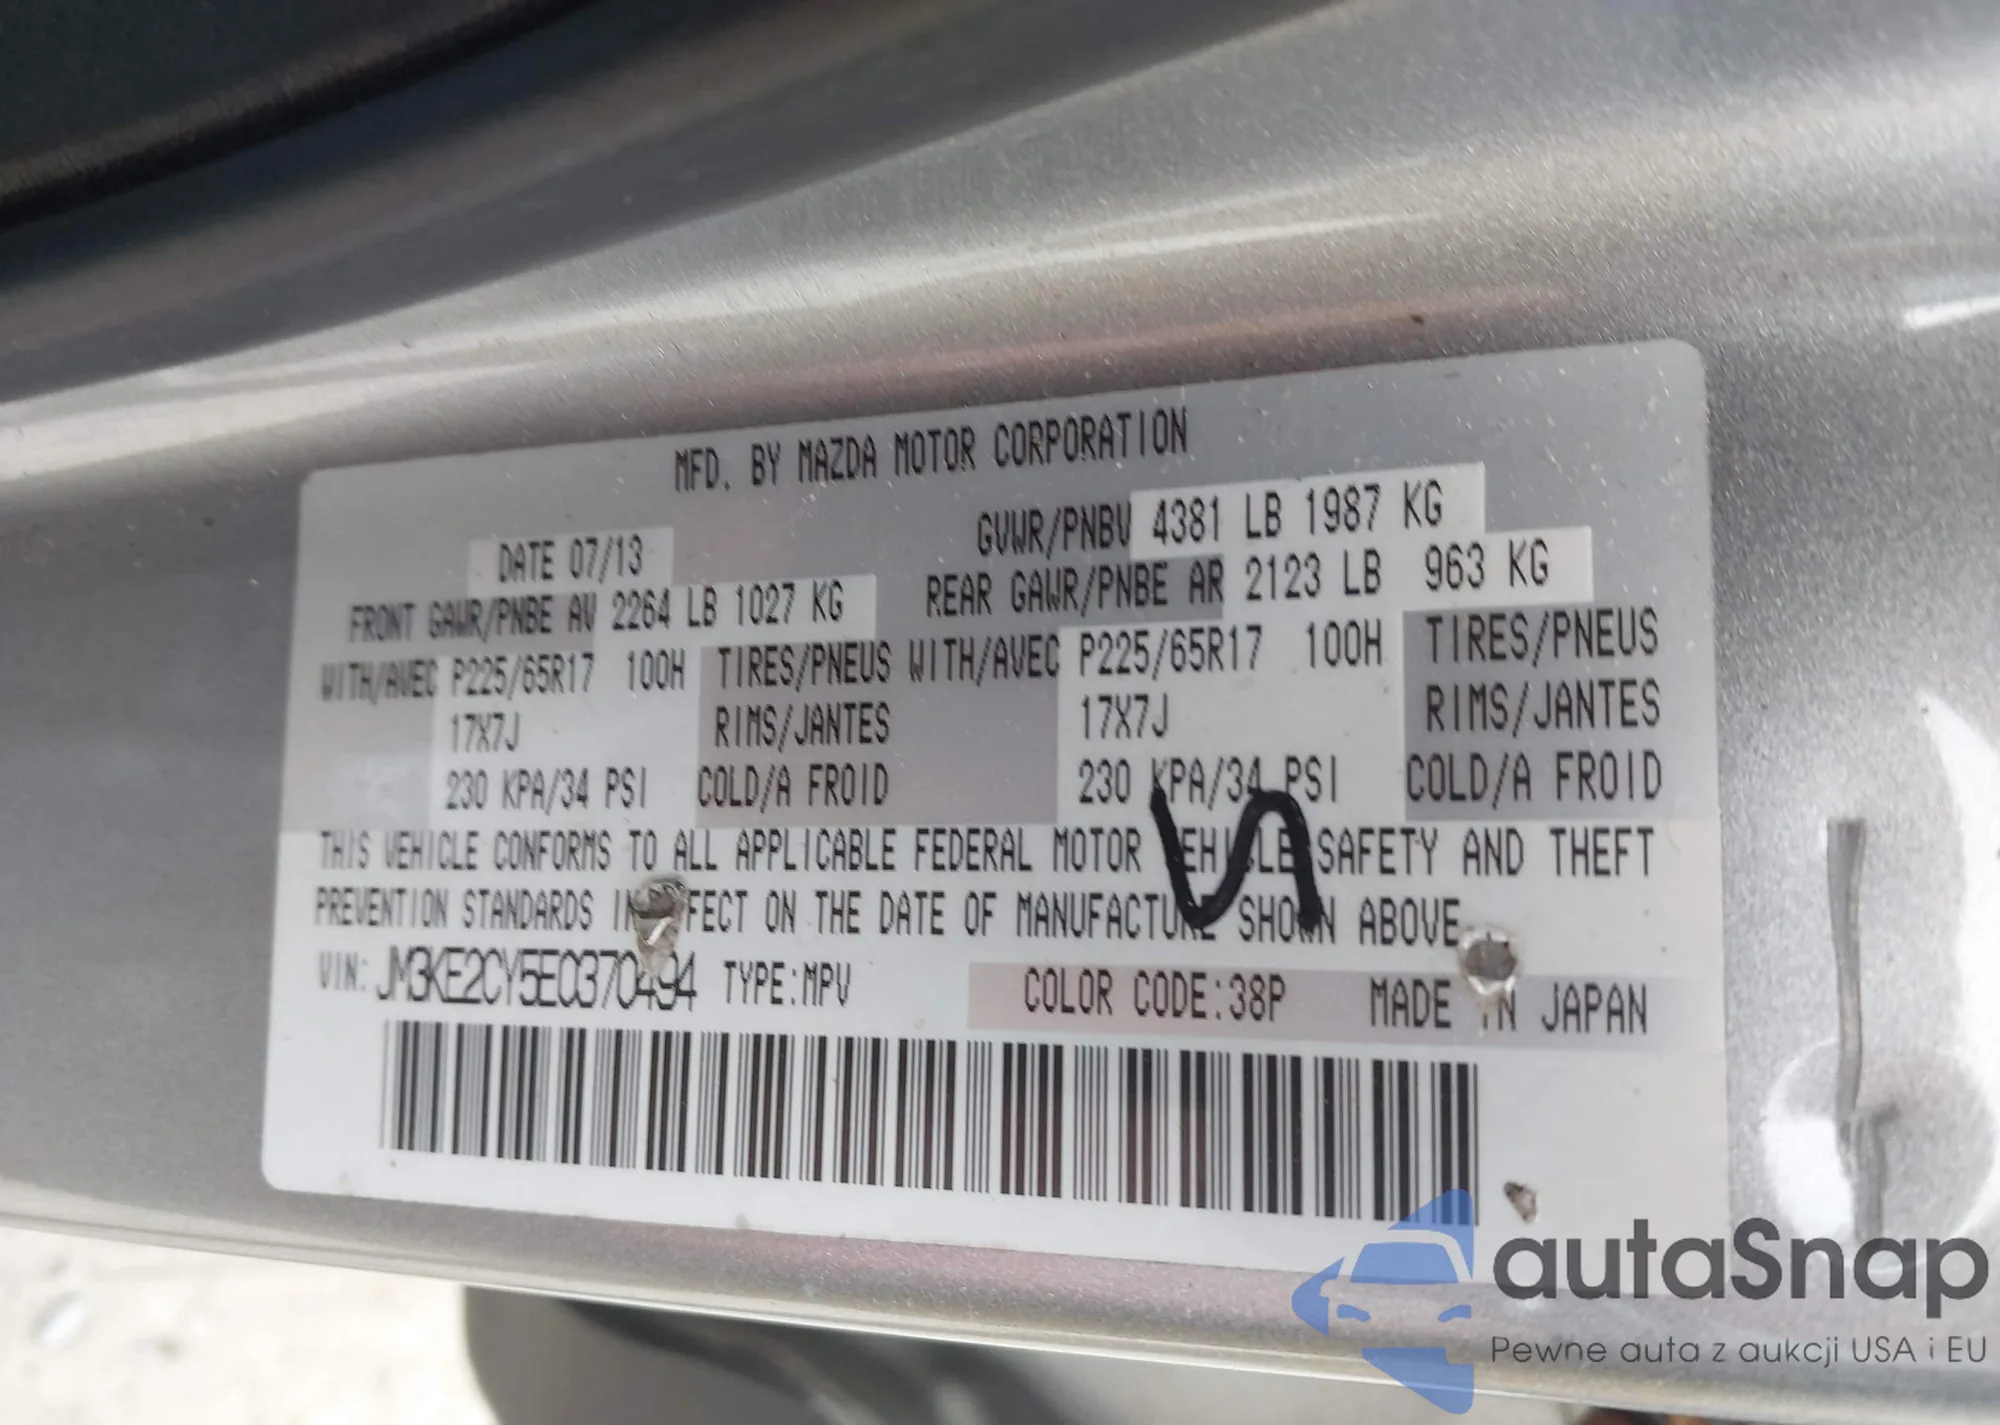 MFD. BY MAZDA MOTOR CORPORATION
DATE 07/13 GVWR/PNBV 4381 LB 1987 KG
FRONT GAWR/PNBE AV 2264 LB 1027 KG REAR GAWR/PNBE AR 2123 LB 963 KG
WITH/AVEC P225/65R17 100H TIRES/PNEUS WITH/AVEC P225/65R17 100H TIRES/PNEUS
17X7J RIMS/JANTES 17X7J RIMS/JANTES
230 KPA/34 PSI COLD/A FROID 230 KPA/34 PSI COLD/A FROID
THIS VEHICLE CONFORMS TO ALL APPLICABLE FEDERAL MOTOR VEHICLE SAFETY AND THEFT
PREVENTION STANDARDS IN EFFECT ON THE DATE OF MANUFACTURE SHOWN ABOVE.
VIN: JM3KE2CY5E0370494 TYPE:MPV COLOR CODE:38P MADE IN JAPAN
autaSnap
Pewne auta z aukcji USA i EU